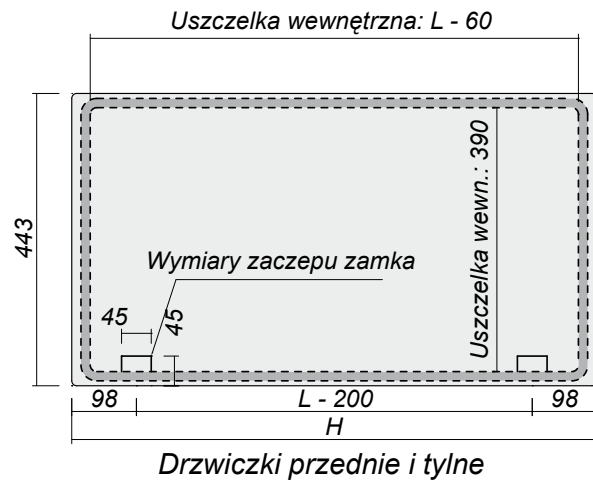 Uszczelka wewnętrzna: L - 60
443
Uszczelka wewn.: 390
Wymiary zaczepu zamka
45
45
98
L - 200
98
H
Drzwiczki przednie i tylne